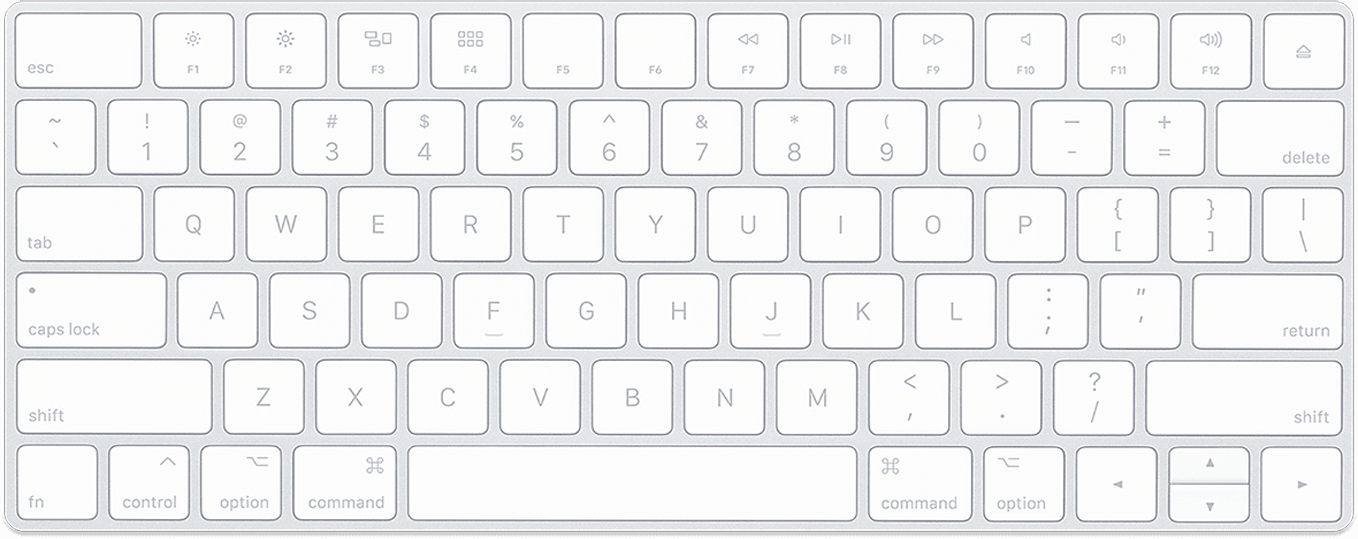 esc F1 F2 F3 F4 F5 F6 F7 F8 F9 F10 F11 F12
~ ! @ # $ % ^ & * ( ) — +
` 1 2 3 4 5 6 7 8 9 0 - = delete
tab Q W E R T Y U I O P { } |
[ ] \
caps lock A S D F G H J K L : "
; ' return
shift Z X C V B N M < > ?
, . / shift
fn control option command command option